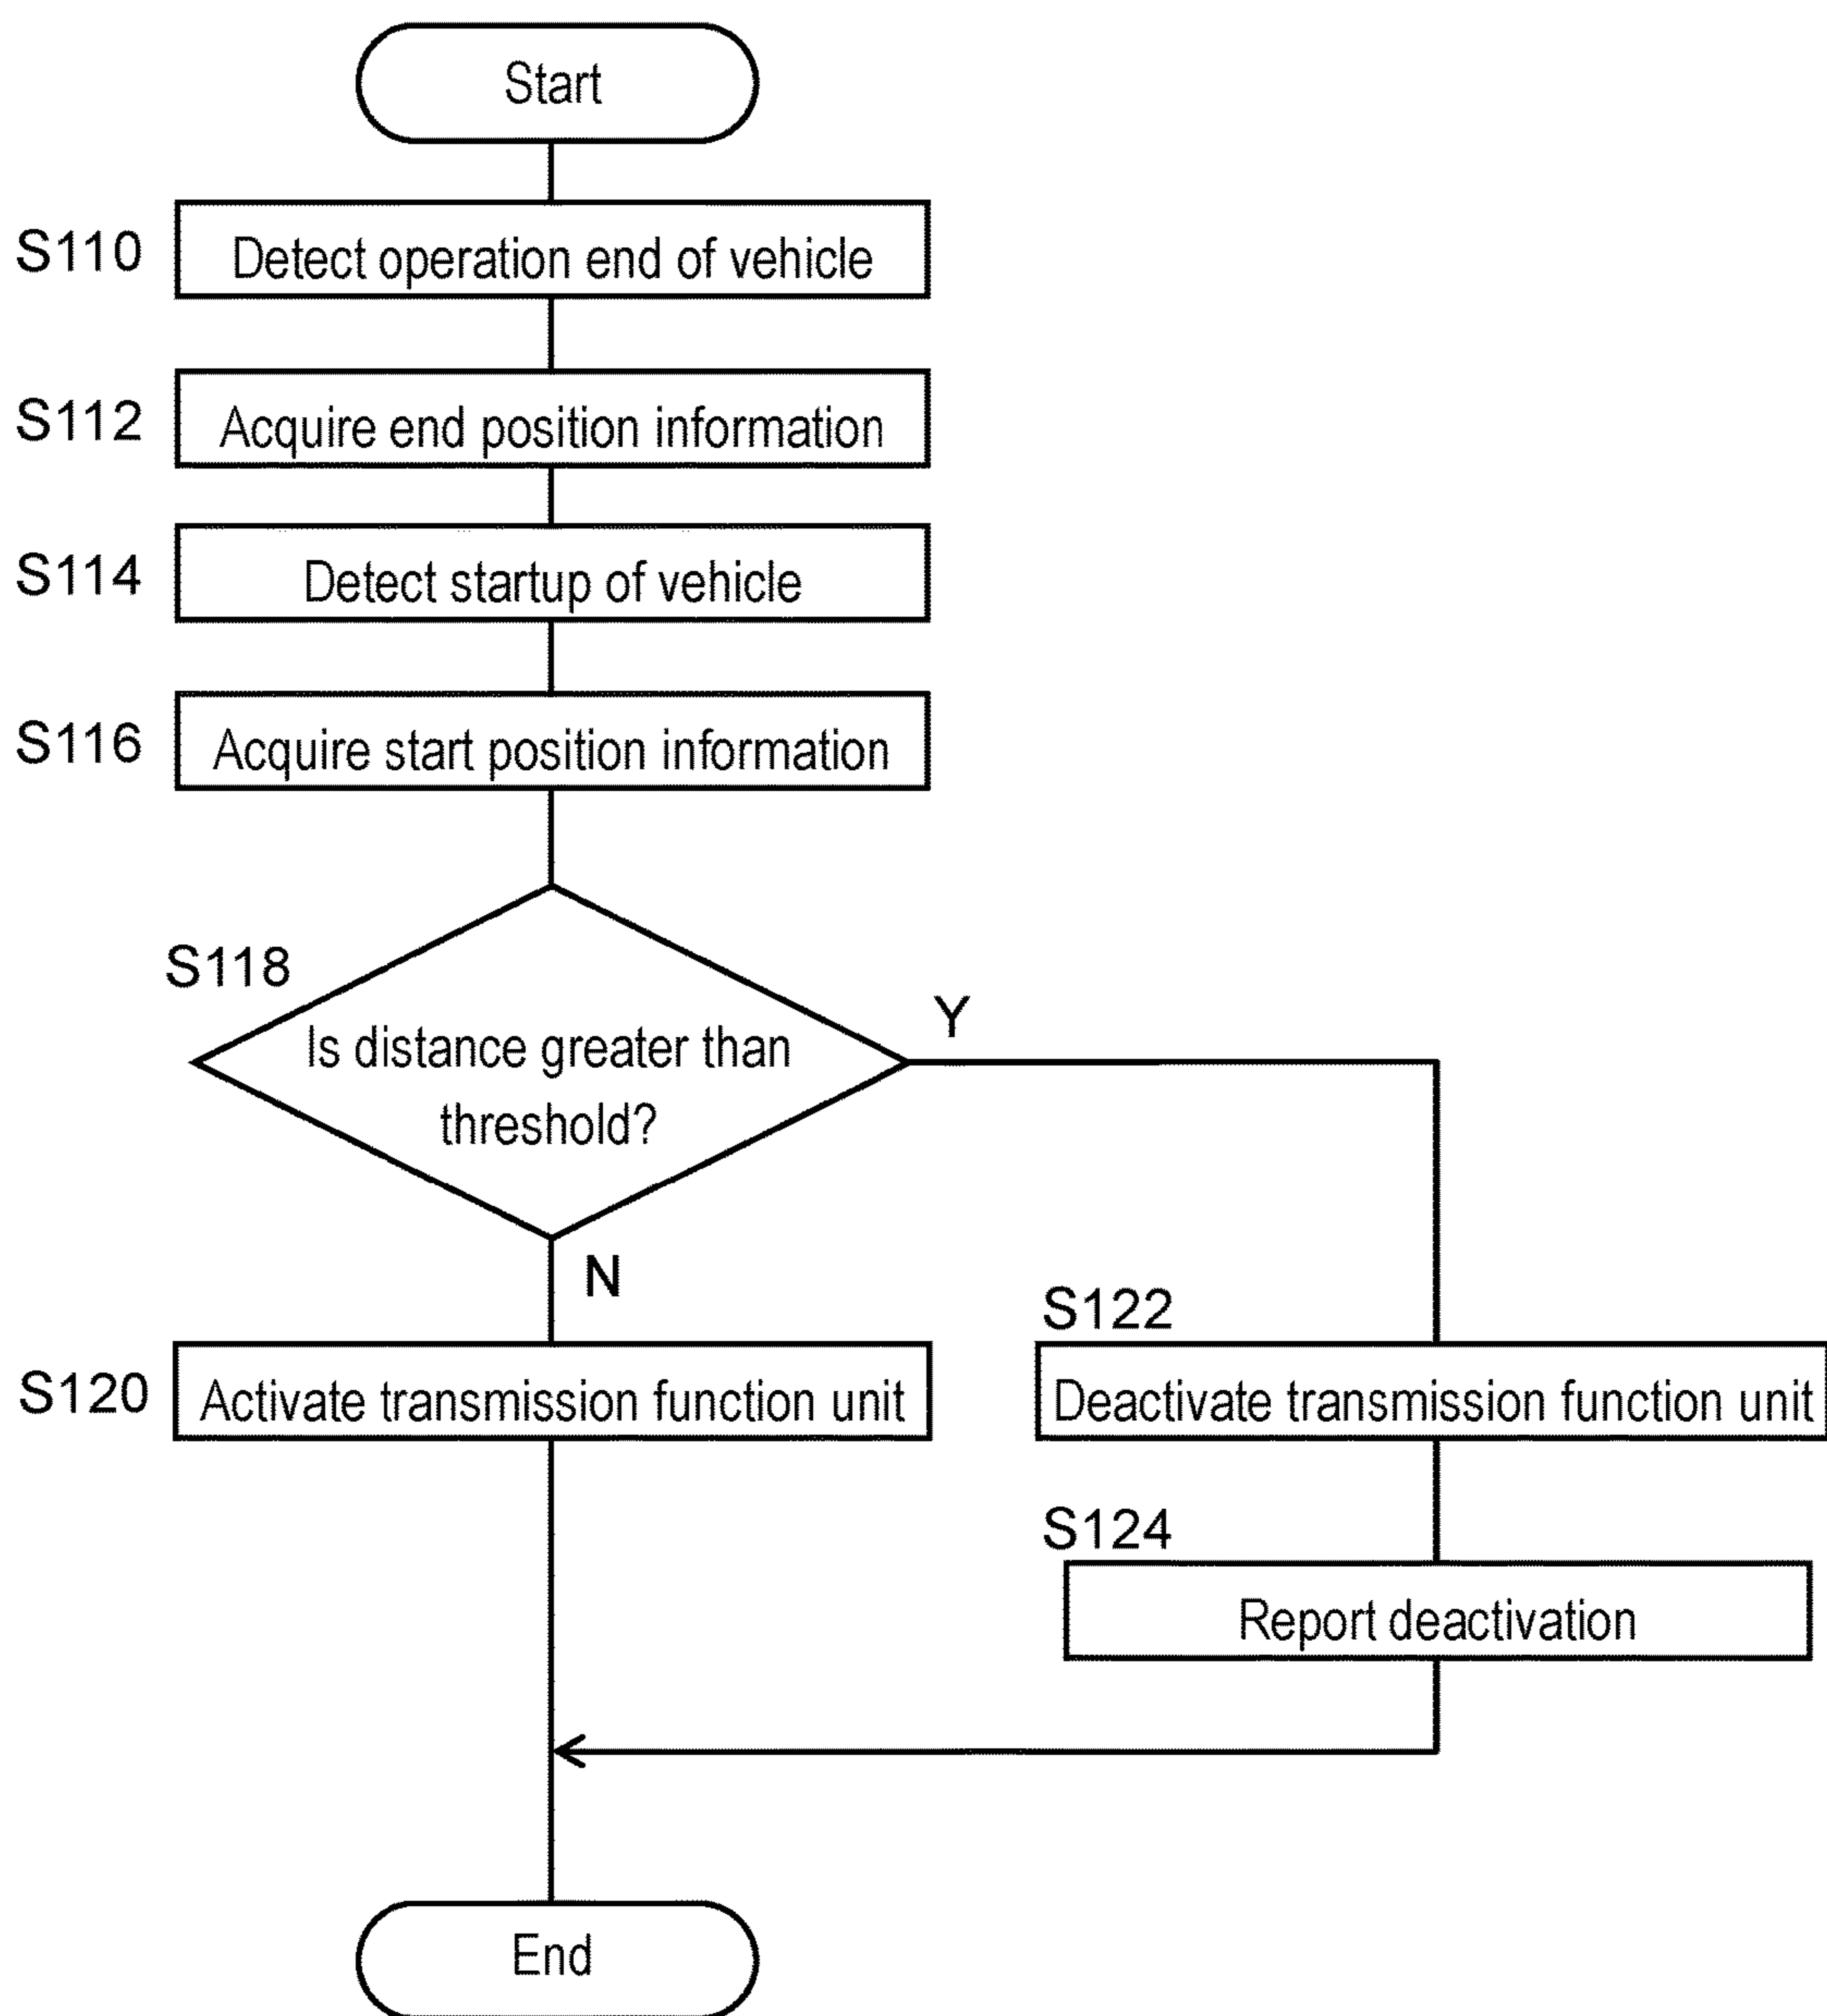 Start
S110
Detect operation end of vehicle
S112
Acquire end position information
S114
Detect startup of vehicle
S116
Acquire start position information
S118
Is distance greater than
threshold?
Y
N
S120
Activate transmission function unit
S122
Deactivate transmission function unit
S124
Report deactivation
End